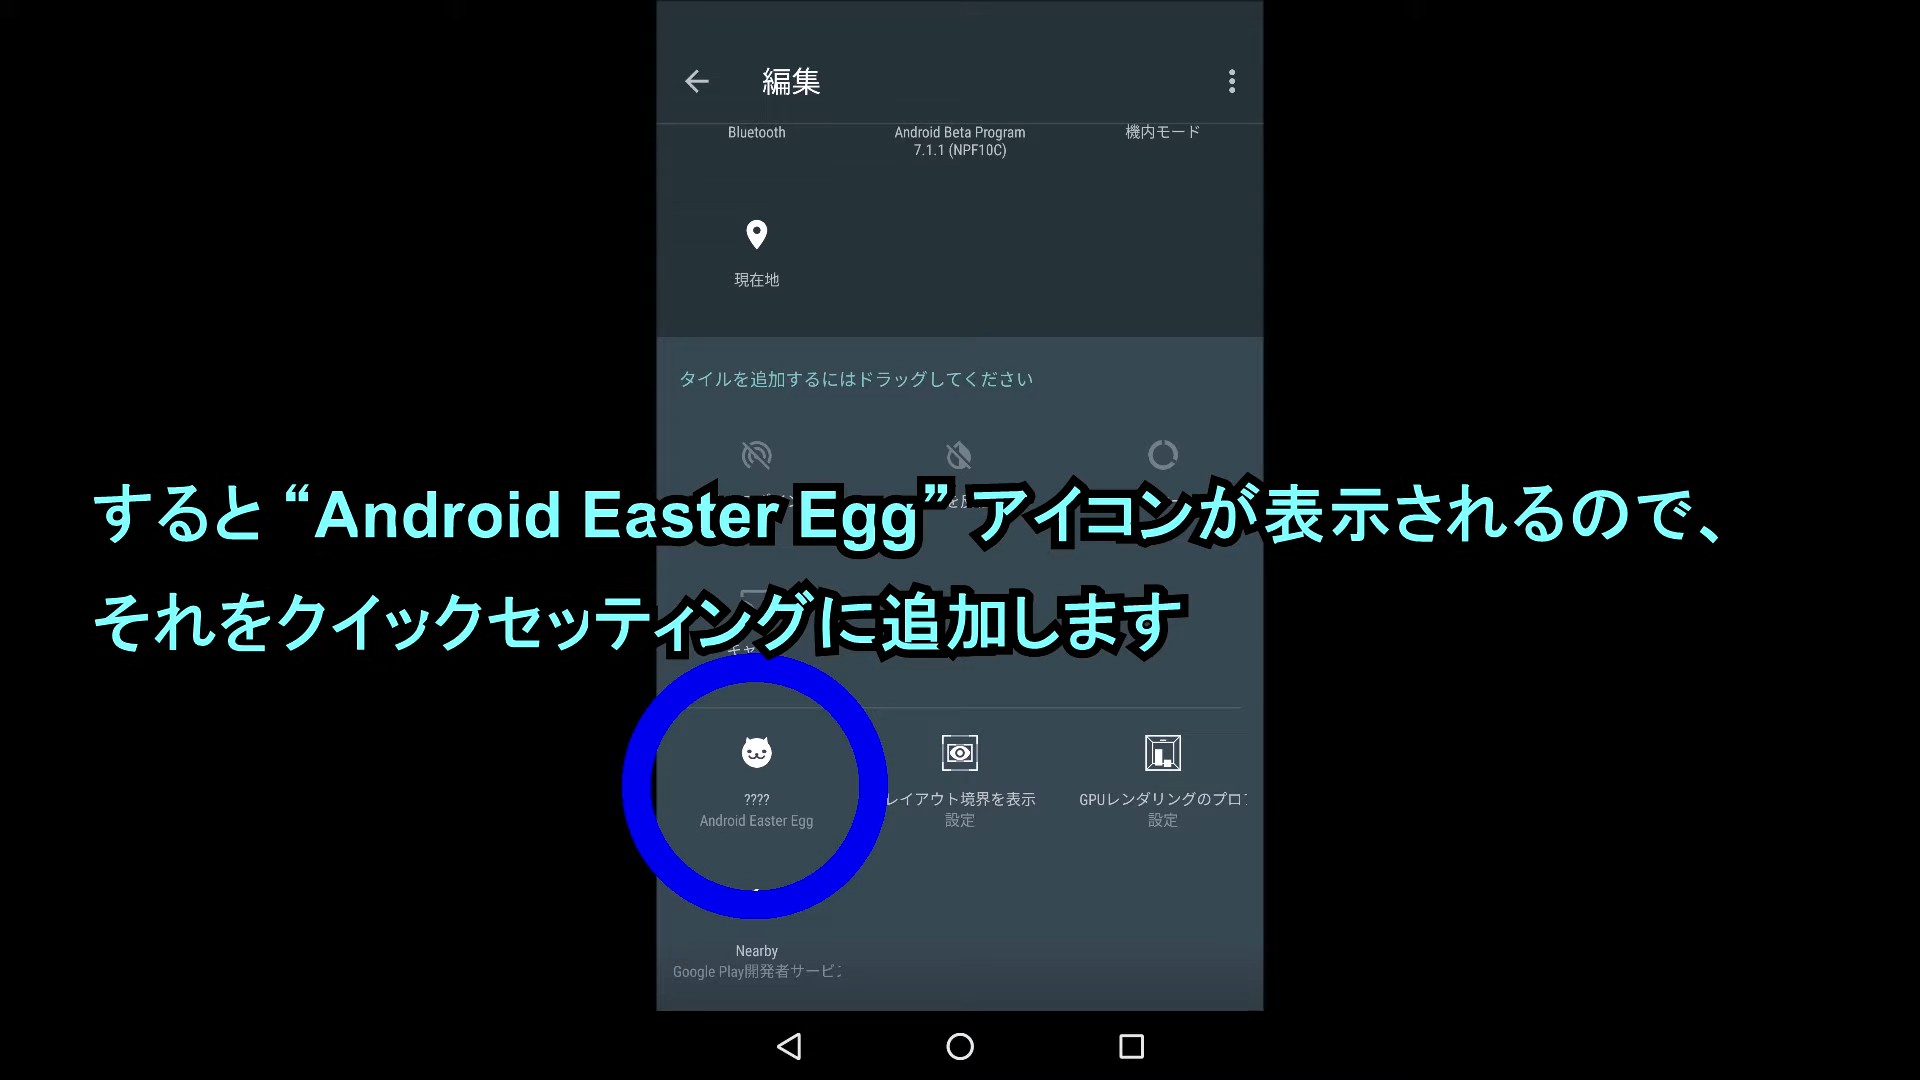 編集
Bluetooth
Android Beta Program
7.1.1 (NPF10C)
機内モード
現在地
タイルを追加するにはドラッグしてください
すると“Android Easter Egg”アイコンが表示されるので、
それをクイックセッティングに追加します
????
Android Easter Egg
レイアウト境界を表示
設定
GPUレンダリングのプロ
設定
Nearby
Google Play開発者サービ